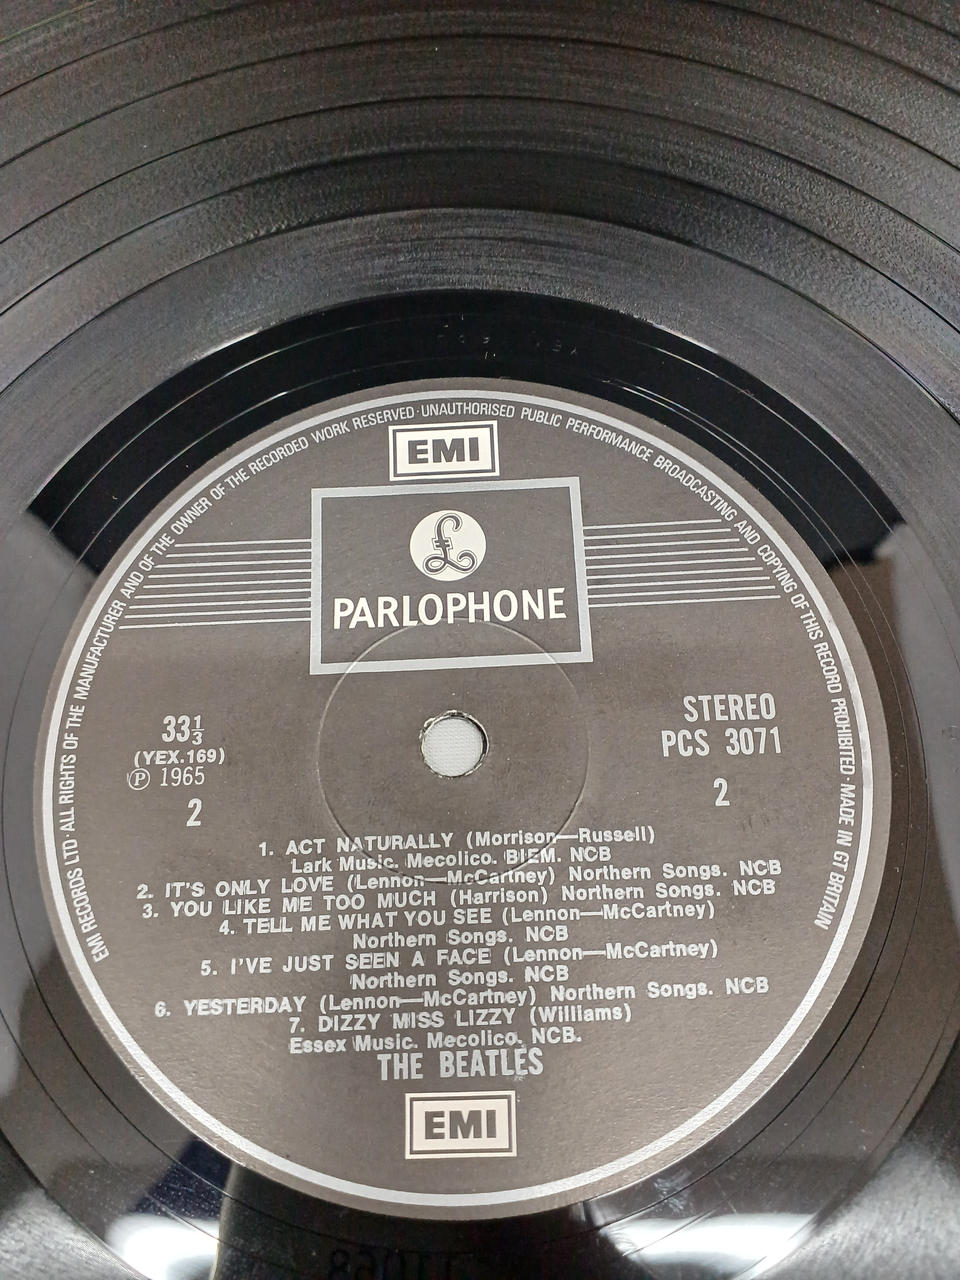 EMI RECORDS LTD · ALL RIGHTS OF THE MANUFACTURER AND OF THE OWNER OF THE RECORDED WORK RESERVED · UNAUTHORISED PUBLIC PERFORMANCE BROADCASTING AND COPYING OF THIS RECORD PROHIBITED · MADE IN GT BRITAIN
EMI
£
PARLOPHONE
33⅓
(YEX.169)
Ⓟ 1965
2
STEREO
PCS 3071
2
1. ACT NATURALLY (Morrison—Russell)
Lark Music. Mecolico. BIEM. NCB
2. IT'S ONLY LOVE (Lennon—McCartney) Northern Songs. NCB
3. YOU LIKE ME TOO MUCH (Harrison) Northern Songs. NCB
4. TELL ME WHAT YOU SEE (Lennon—McCartney)
Northern Songs. NCB
5. I'VE JUST SEEN A FACE (Lennon—McCartney)
Northern Songs. NCB
6. YESTERDAY (Lennon—McCartney) Northern Songs. NCB
7. DIZZY MISS LIZZY (Williams)
Essex Music. Mecolico. NCB.
THE BEATLES
EMI